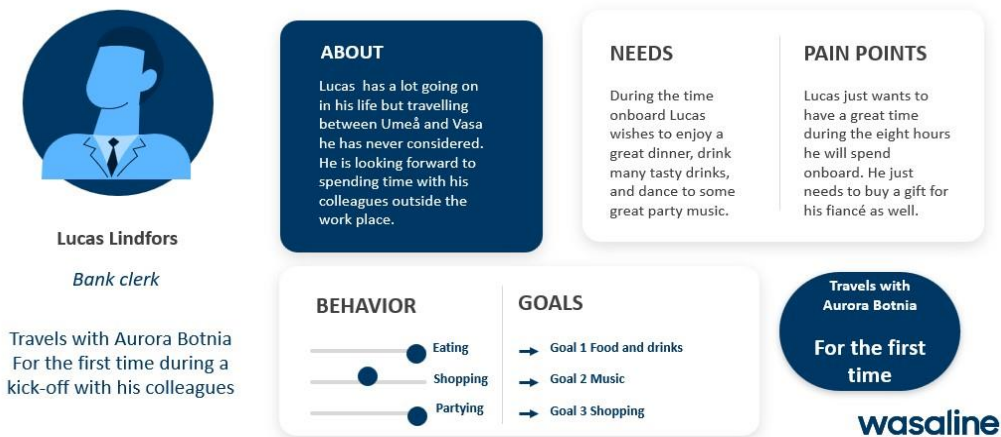 Lucas Lindfors
Bank clerk
Travels with Aurora Botnia
For the first time during a
kick-off with his colleagues
ABOUT
Lucas has a lot going on
in his life but travelling
between Umeå and Vasa
he has never considered.
He is looking forward to
spending time with his
colleagues outside the
work place.
NEEDS
During the time
onboard Lucas
wishes to enjoy a
great dinner, drink
many tasty drinks,
and dance to some
great party music.
PAIN POINTS
Lucas just wants to
have a great time
during the eight hours
he will spend
onboard. He just
needs to buy a gift for
his fiancé as well.
BEHAVIOR
Eating
Shopping
Partying
GOALS
Goal 1 Food and drinks
Goal 2 Music
Goal 3 Shopping
Travels with
Aurora Botnia
For the first
time
wasaline